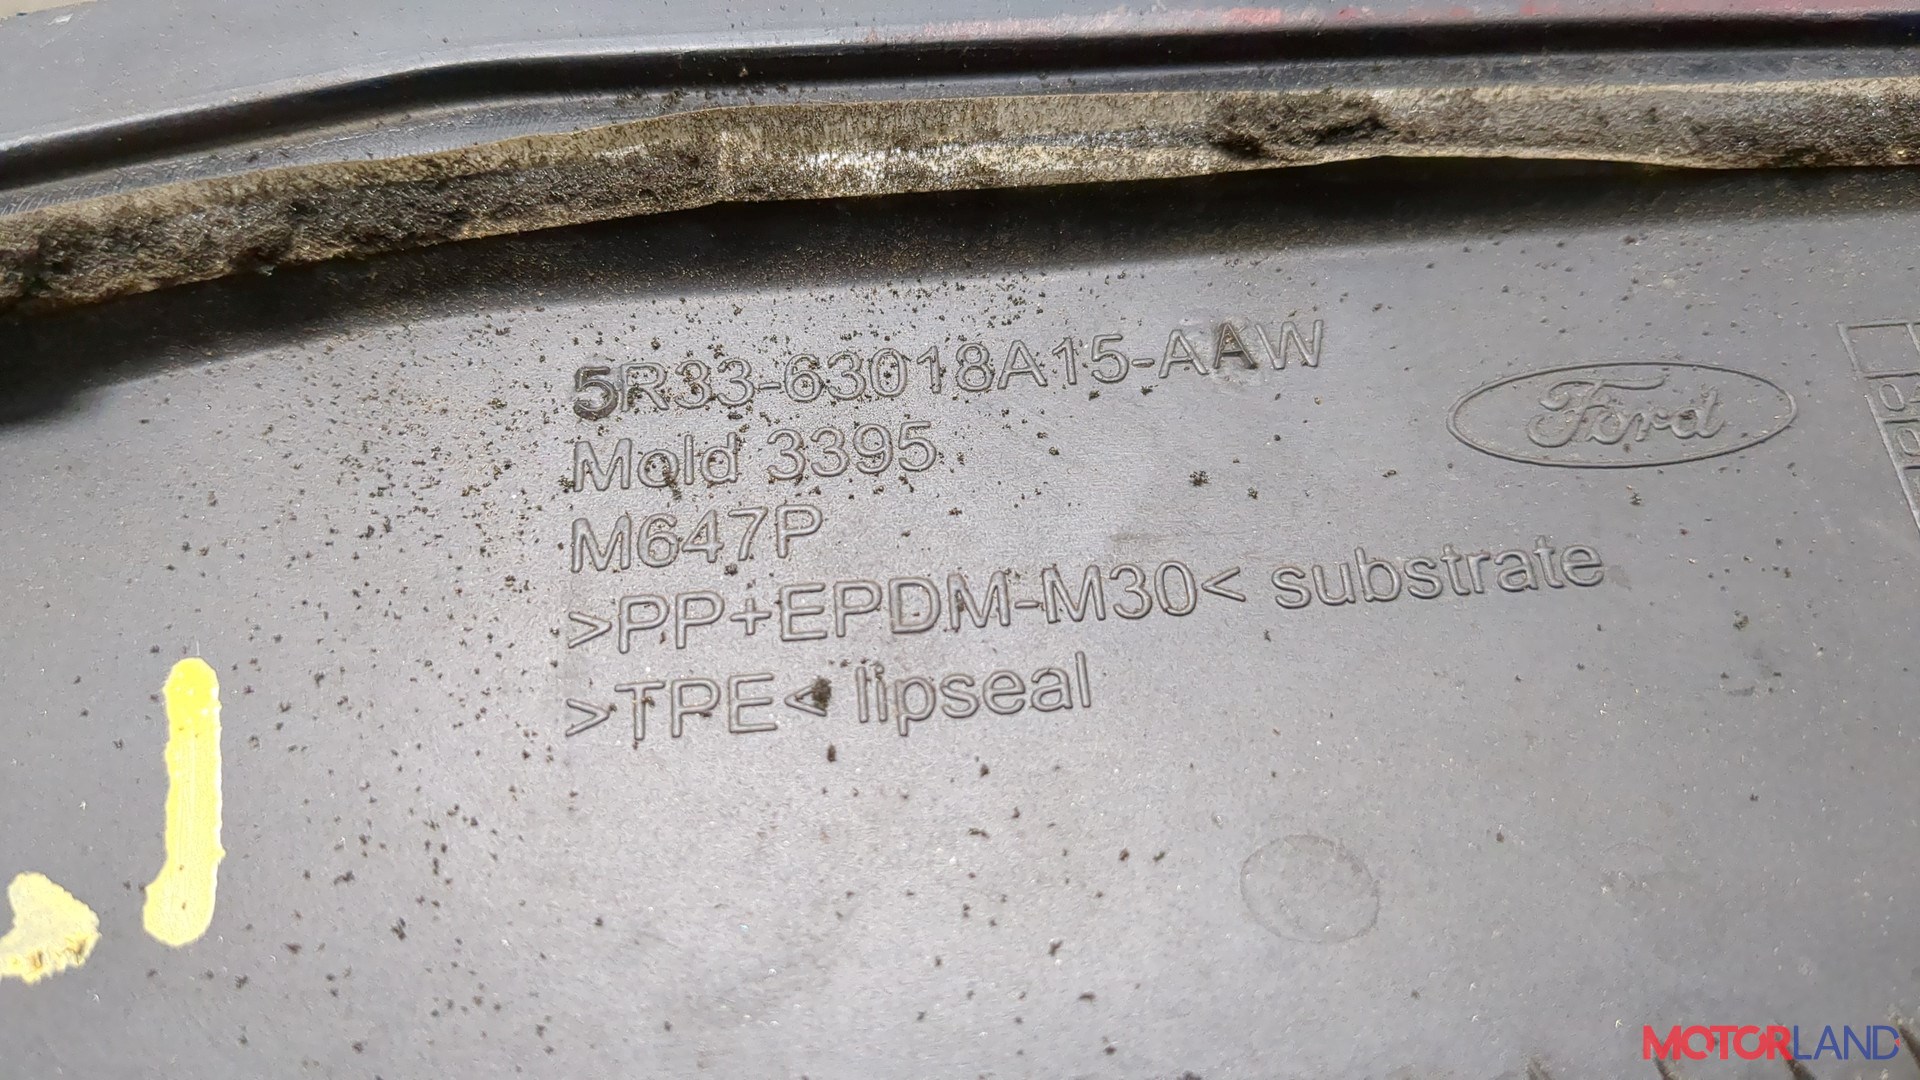 5R33-63018A15-AAW
Ford
Mold 3395
M647P
>PP+EPDM-M30< substrate
>TPE< lipseal
MOTORLAND